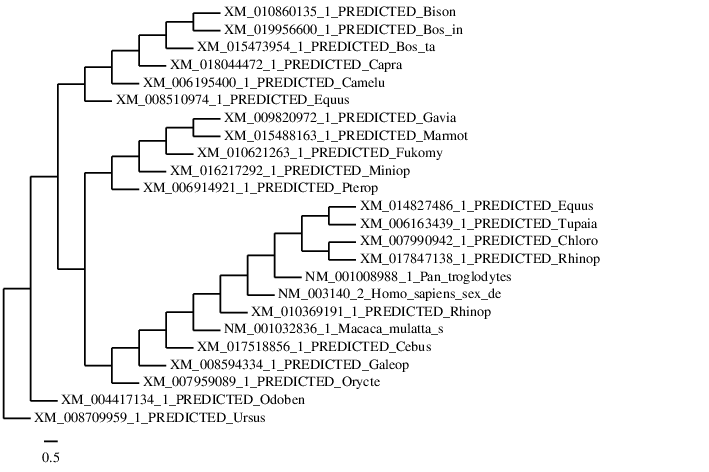 XM_010860135_1_PREDICTED_Bison
XM_019956600_1_PREDICTED_Bos_in
XM_015473954_1_PREDICTED_Bos_ta
XM_018044472_1_PREDICTED_Capra
XM_006195400_1_PREDICTED_Camelu
XM_008510974_1_PREDICTED_Equus
XM_009820972_1_PREDICTED_Gavia
XM_015488163_1_PREDICTED_Marmot
XM_010621263_1_PREDICTED_Fukomy
XM_016217292_1_PREDICTED_Miniop
XM_006914921_1_PREDICTED_Pterop
XM_014827486_1_PREDICTED_Equus
XM_006163439_1_PREDICTED_Tupaia
XM_007990942_1_PREDICTED_Chloro
XM_017847138_1_PREDICTED_Rhinop
NM_001008988_1_Pan_troglodytes
NM_003140_2_Homo_sapiens_sex_de
XM_010369191_1_PREDICTED_Rhinop
NM_001032836_1_Macaca_mulatta_s
XM_017518856_1_PREDICTED_Cebus
XM_008594334_1_PREDICTED_Galeop
XM_007959089_1_PREDICTED_Orycte
XM_004417134_1_PREDICTED_Odoben
XM_008709959_1_PREDICTED_Ursus
0.5